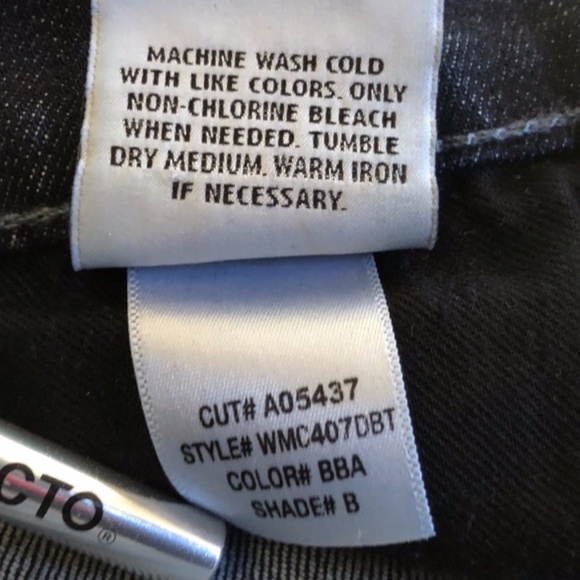 MACHINE WASH COLD
WITH LIKE COLORS. ONLY
NON-CHLORINE BLEACH
WHEN NEEDED. TUMBLE
DRY MEDIUM. WARM IRON
IF NECESSARY.
CUT# A05437
STYLE# WMC407DBT
COLOR# BBA
SHADE# B
CTO®